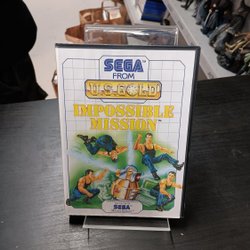 SEGA
FROM
U.S. GOLD
IMPOSSIBLE
MISSION
SEGA